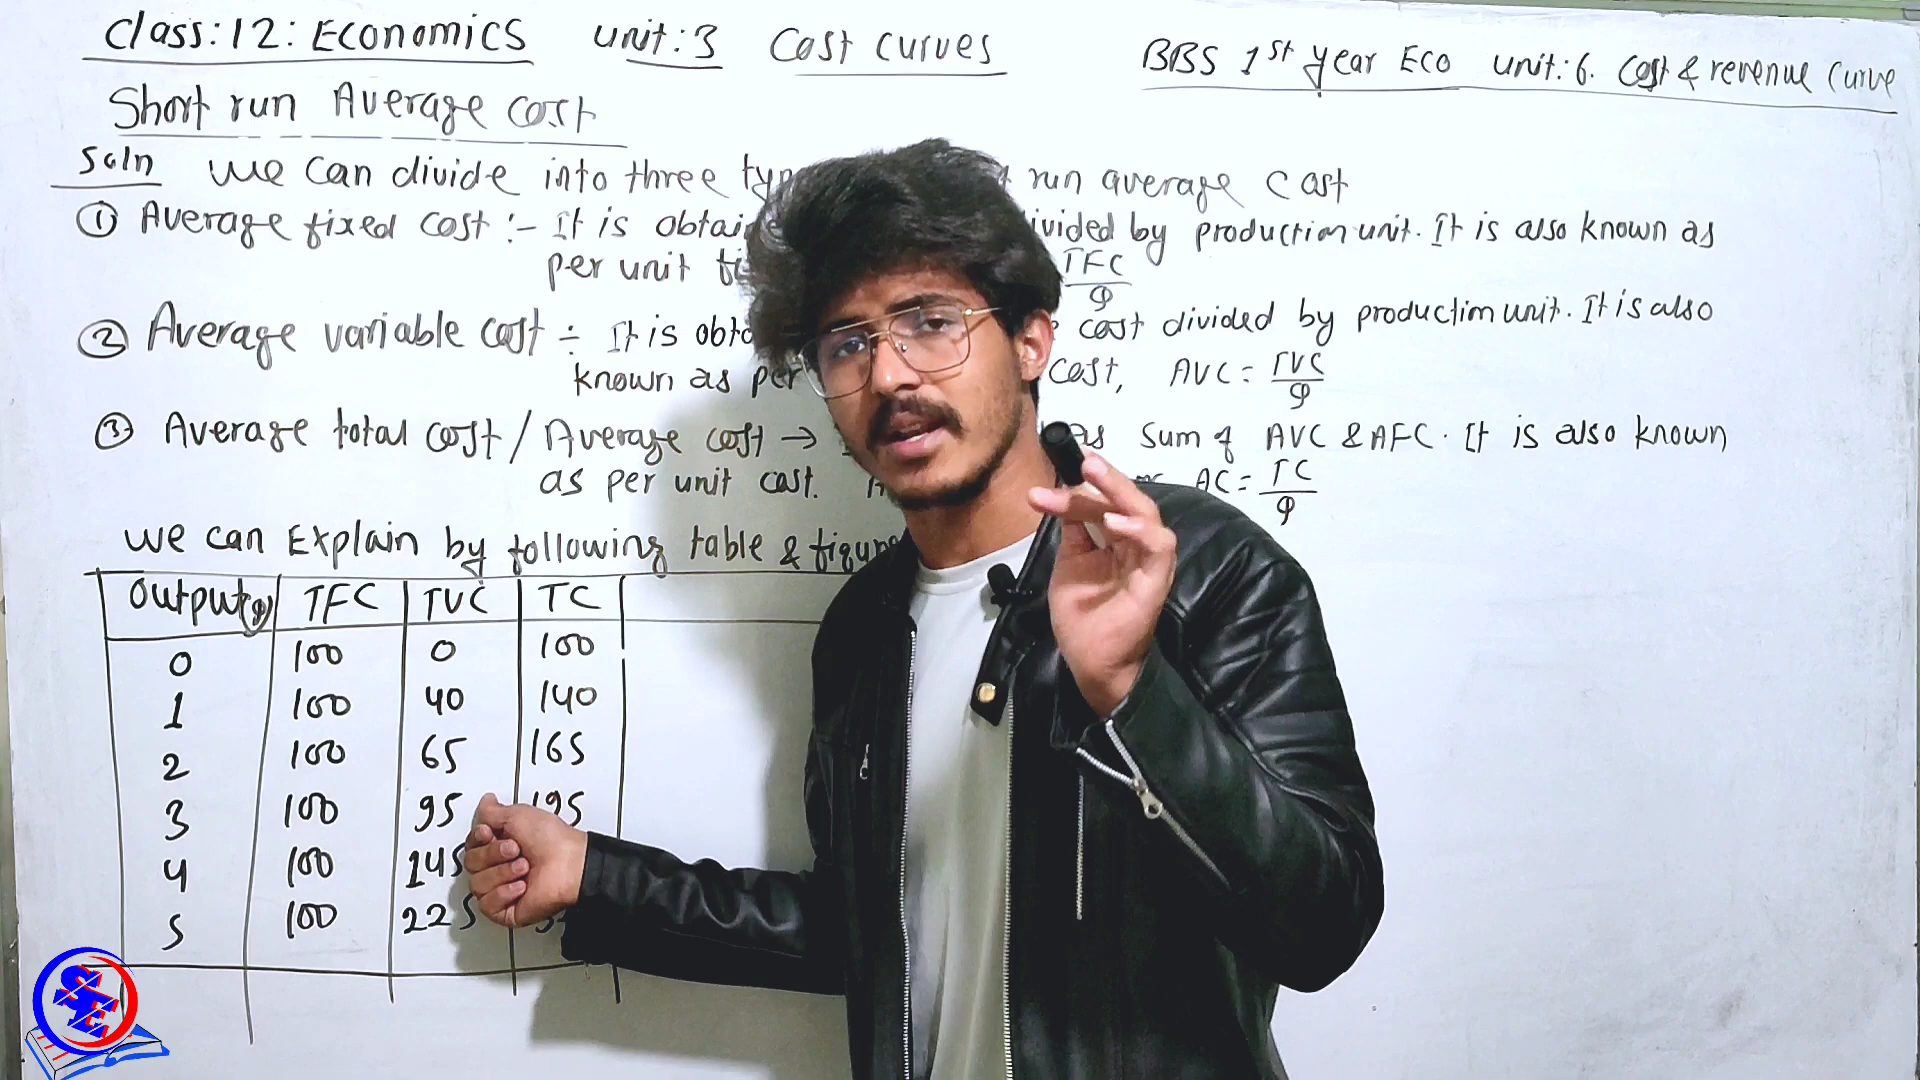 Class:12: Economics unit:3 Cost curves
BBS 1st year Eco unit:6. Cost & revenue Curve
Short run Average cost
Soln we can divide into three run average cost
① Average fixed cost :- It is divided by production unit. It is also known as
per unit TFC/Q
② Average variable cost ÷ It is cost divided by production unit. It is also
known as per cost, AVC = TVC/Q
③ Average total cost / Average cost → as sum of AVC & AFC. It is also known
as per unit cost. AC = TC/Q
we can Explain by following table &
Output(Q) TFC TVC TC
0 100 0 100
1 100 40 140
2 100 65 165
3 100 95 195
4 100 145
5 100 225